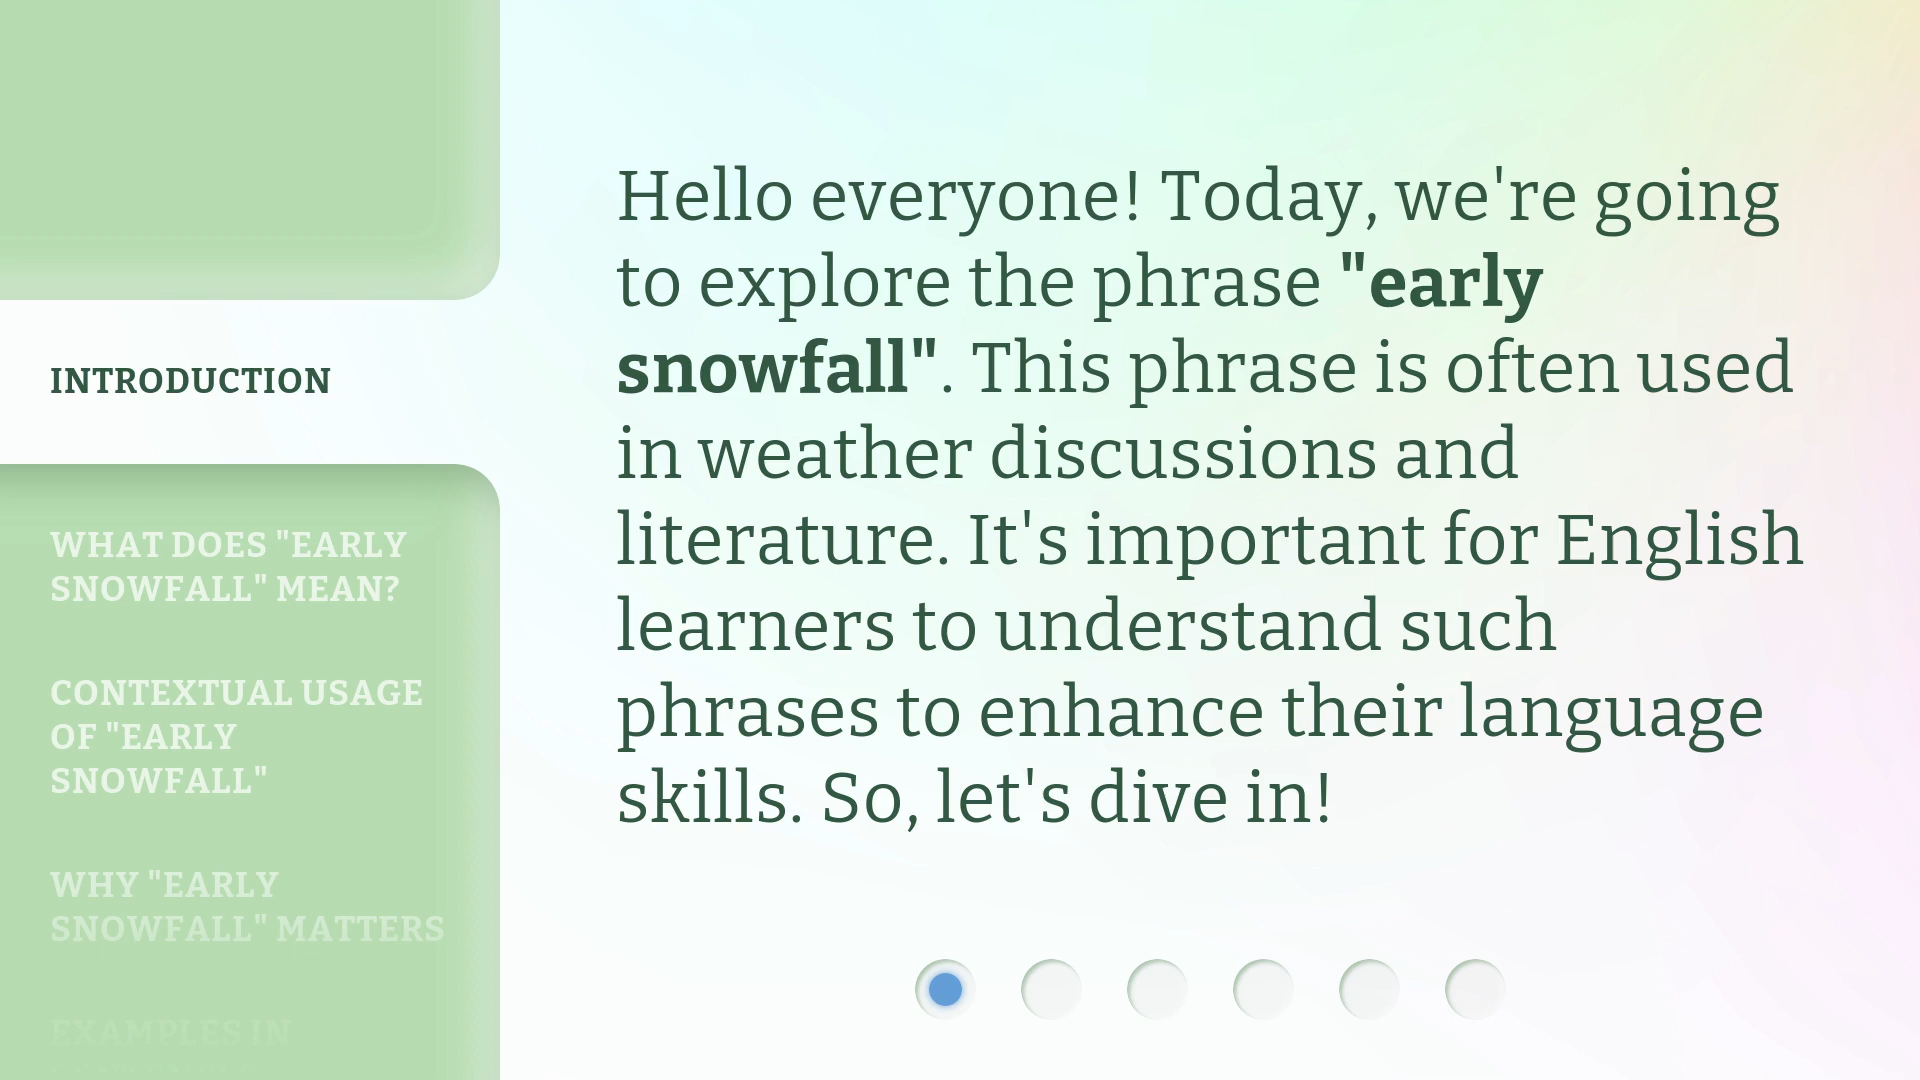 INTRODUCTION
WHAT DOES "EARLY
SNOWFALL" MEAN?
CONTEXTUAL USAGE
OF "EARLY
SNOWFALL"
WHY "EARLY
SNOWFALL" MATTERS
EXAMPLES IN
Hello everyone! Today, we're going
to explore the phrase "early
snowfall". This phrase is often used
in weather discussions and
literature. It's important for English
learners to understand such
phrases to enhance their language
skills. So, let's dive in!